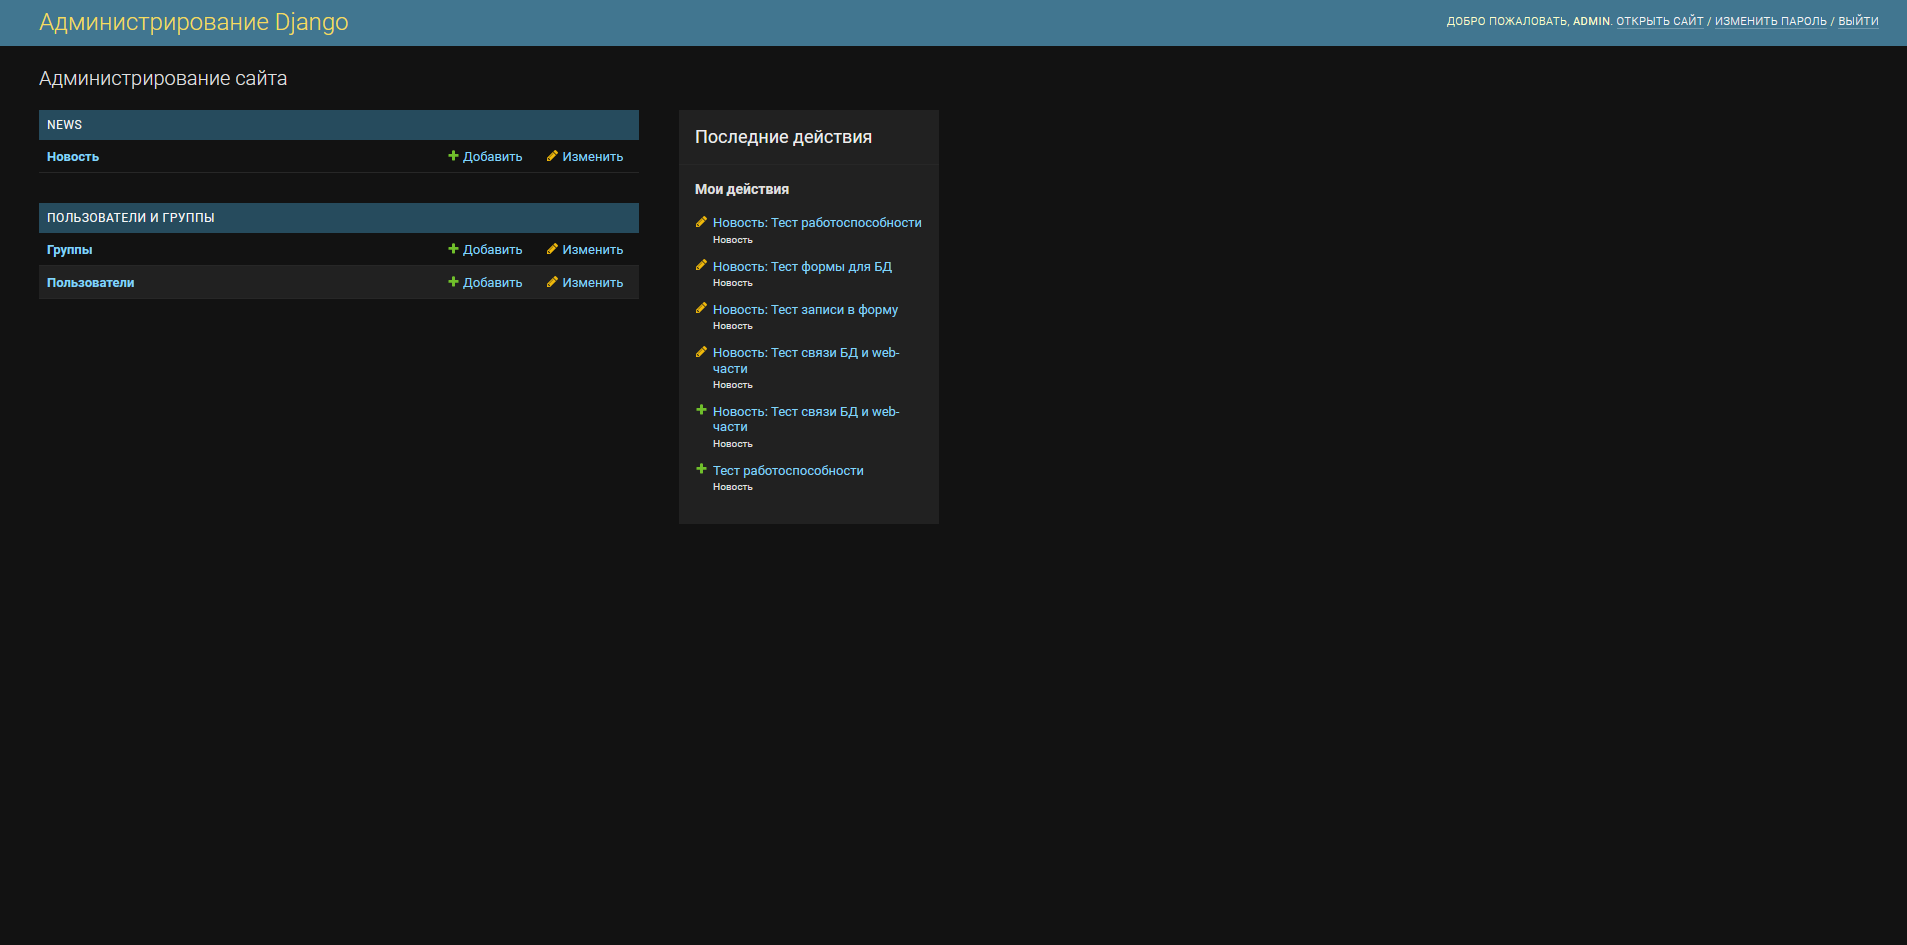 Администрирование Django
ДОБРО ПОЖАЛОВАТЬ, ADMIN. ОТКРЫТЬ САЙТ / ИЗМЕНИТЬ ПАРОЛЬ / ВЫЙТИ
Администрирование сайта
NEWS
Новость Добавить Изменить
ПОЛЬЗОВАТЕЛИ И ГРУППЫ
Группы Добавить Изменить
Пользователи Добавить Изменить
Последние действия
Мои действия
Новость: Тест работоспособности
Новость
Новость: Тест формы для БД
Новость
Новость: Тест записи в форму
Новость
Новость: Тест связи БД и web-
части
Новость
Новость: Тест связи БД и web-
части
Новость
Тест работоспособности
Новость